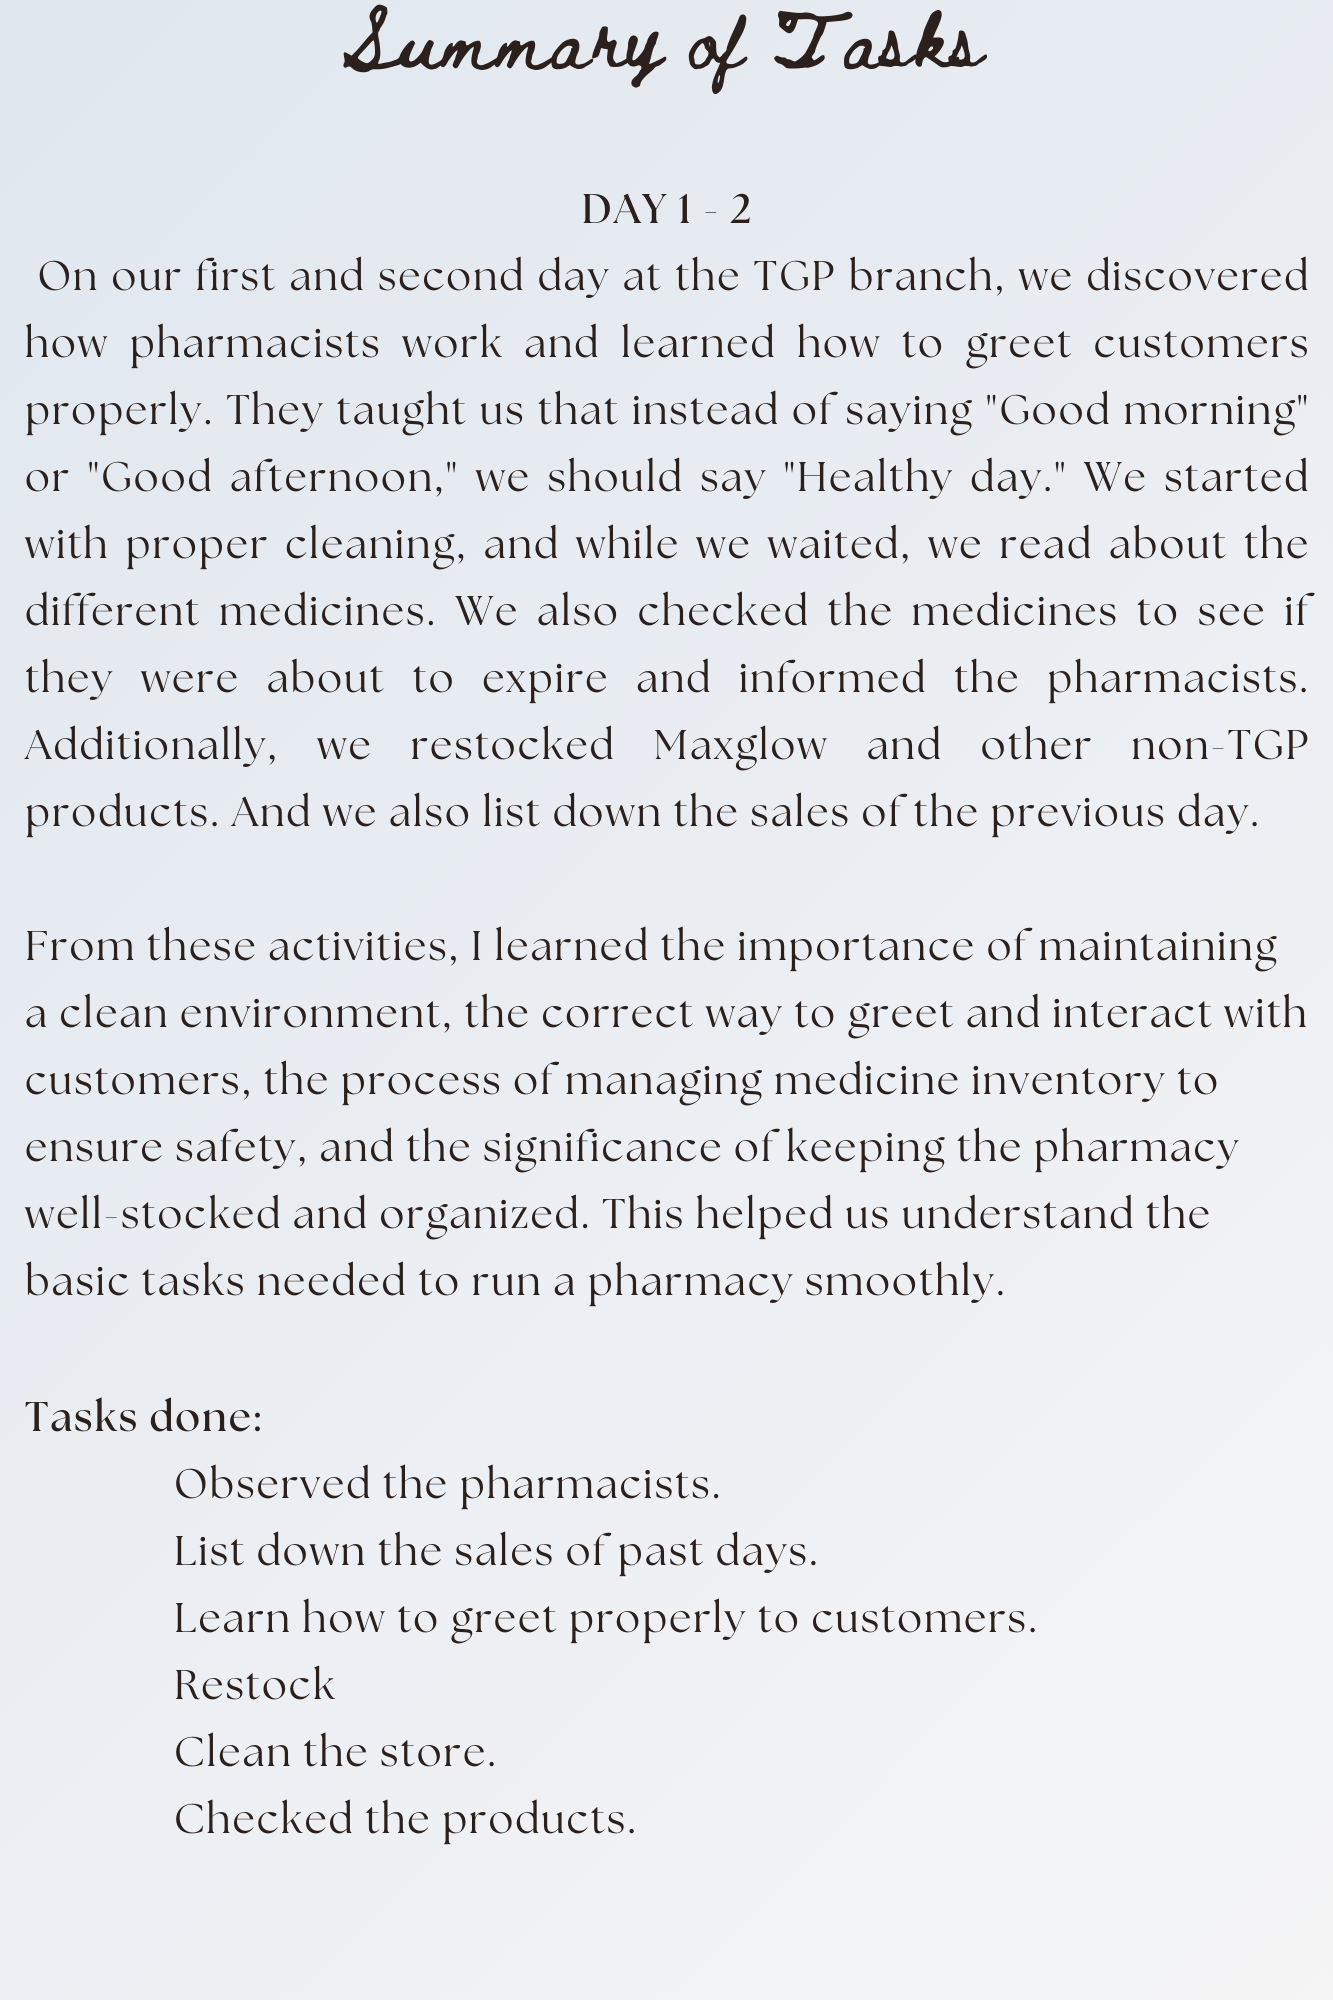 Summary of Tasks
DAY 1 - 2
On our first and second day at the TGP branch, we discovered
how pharmacists work and learned how to greet customers
properly. They taught us that instead of saying "Good morning"
or "Good afternoon," we should say "Healthy day." We started
with proper cleaning, and while we waited, we read about the
different medicines. We also checked the medicines to see if
they were about to expire and informed the pharmacists.
Additionally, we restocked Maxglow and other non-TGP
products. And we also list down the sales of the previous day.
From these activities, I learned the importance of maintaining
a clean environment, the correct way to greet and interact with
customers, the process of managing medicine inventory to
ensure safety, and the significance of keeping the pharmacy
well-stocked and organized. This helped us understand the
basic tasks needed to run a pharmacy smoothly.
Tasks done:
Observed the pharmacists.
List down the sales of past days.
Learn how to greet properly to customers.
Restock
Clean the store.
Checked the products.